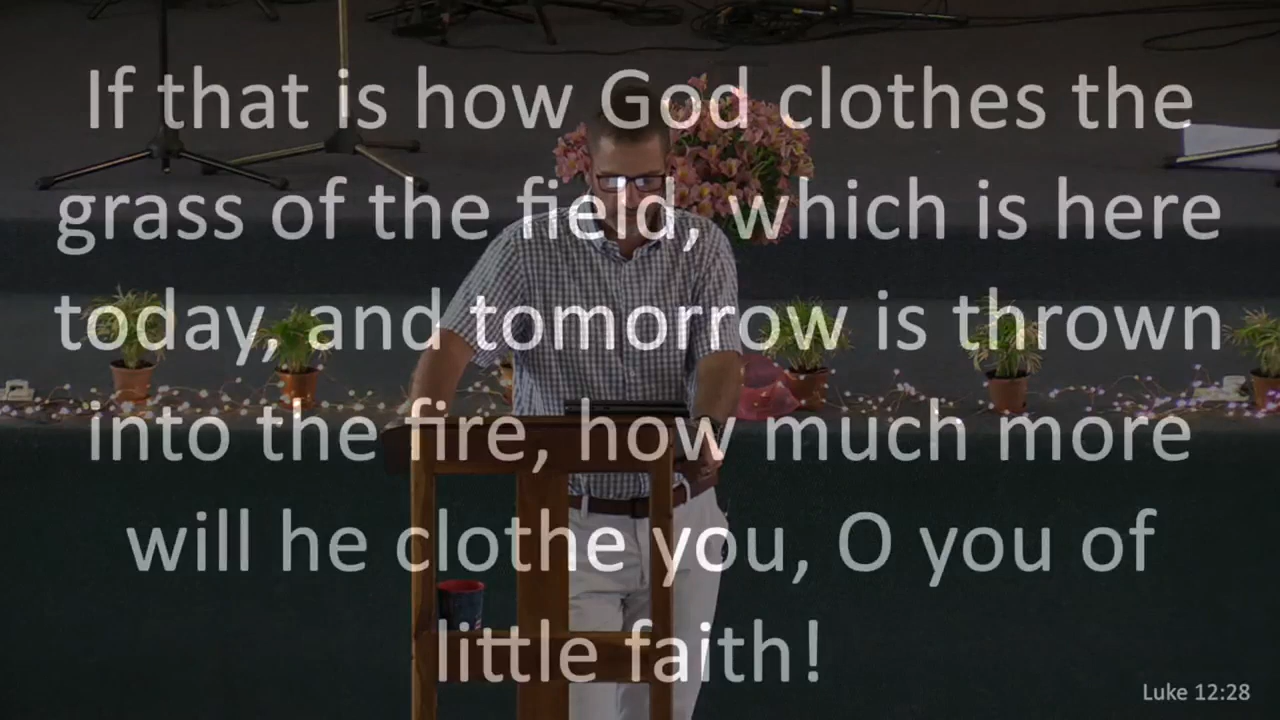 If that is how God clothes the
grass of the field, which is here
today, and tomorrow is thrown
into the fire, how much more
will he clothe you, O you of
little faith!
Luke 12:28